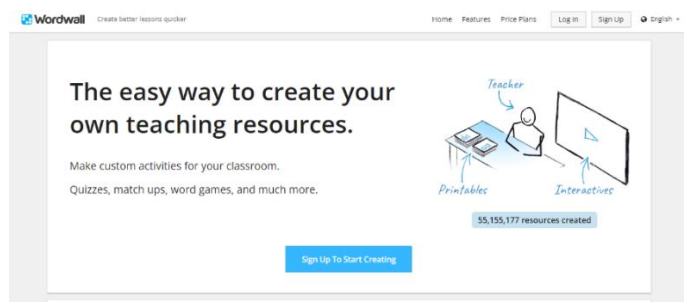 Wordwall Create better lessons quicker Home Features Price Plans Log In Sign Up English
The easy way to create your
own teaching resources.
Make custom activities for your classroom.
Quizzes, match ups, word games, and much more.
Teacher
Printables
Interactives
55,155,177 resources created
Sign Up To Start Creating